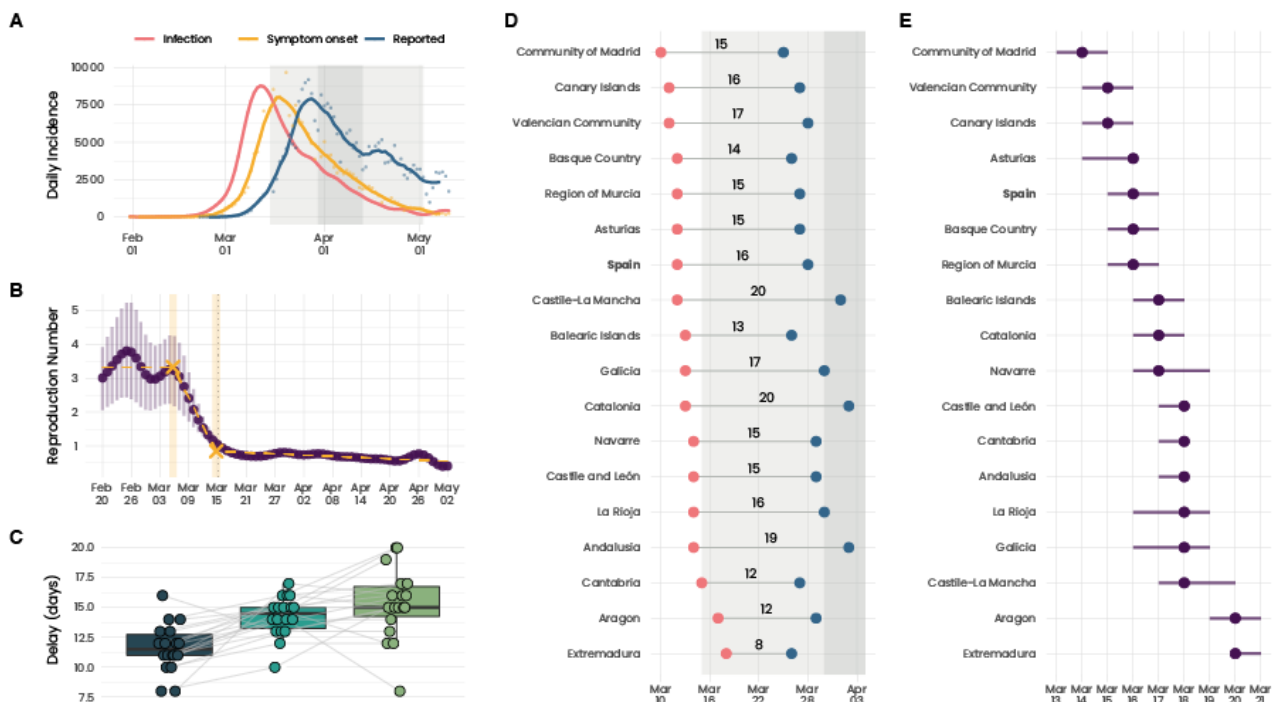 A
Infection Symptom onset Reported
Daily Incidence
100 00
75 00
50 00
25 00
0
Feb 01
Mar 01
Apr 01
May 01
B
Reproduction Number
5
4
3
2
1
Feb 20
Feb 26
Mar 03
Mar 09
Mar 15
Mar 21
Mar 27
Apr 02
Apr 08
Apr 14
Apr 20
Apr 26
May 02
C
Delay (days)
20.0
17.5
15.0
12.5
10.0
7.5
D
Community of Madrid 15
Canary Islands 16
Valencian Community 17
Basque Country 14
Region of Murcia 15
Asturias 15
Spain 16
Castile-La Mancha 20
Balearic Islands 13
Galicia 17
Catalonia 20
Navarre 15
Castile and León 15
La Rioja 16
Andalusia 19
Cantabria 12
Aragon 12
Extremadura 8
Mar 10
Mar 16
Mar 22
Mar 28
Apr 03
E
Community of Madrid
Valencian Community
Canary Islands
Asturias
Spain
Basque Country
Region of Murcia
Balearic Islands
Catalonia
Navarre
Castile and León
Cantabria
Andalusia
La Rioja
Galicia
Castile-La Mancha
Aragon
Extremadura
Mar 13
Mar 14
Mar 15
Mar 16
Mar 17
Mar 18
Mar 19
Mar 20
Mar 21